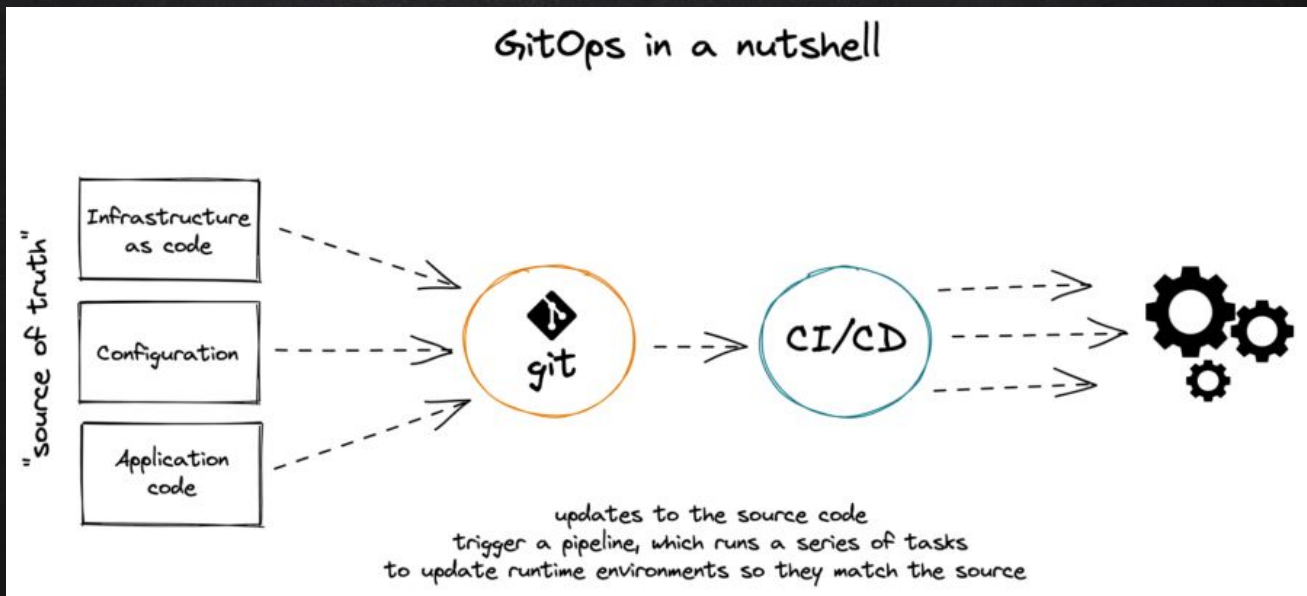 GitOps in a nutshell
"source of truth"
Infrastructure
as code
Configuration
Application
code
git
CI/CD
updates to the source code
trigger a pipeline, which runs a series of tasks
to update runtime environments so they match the source